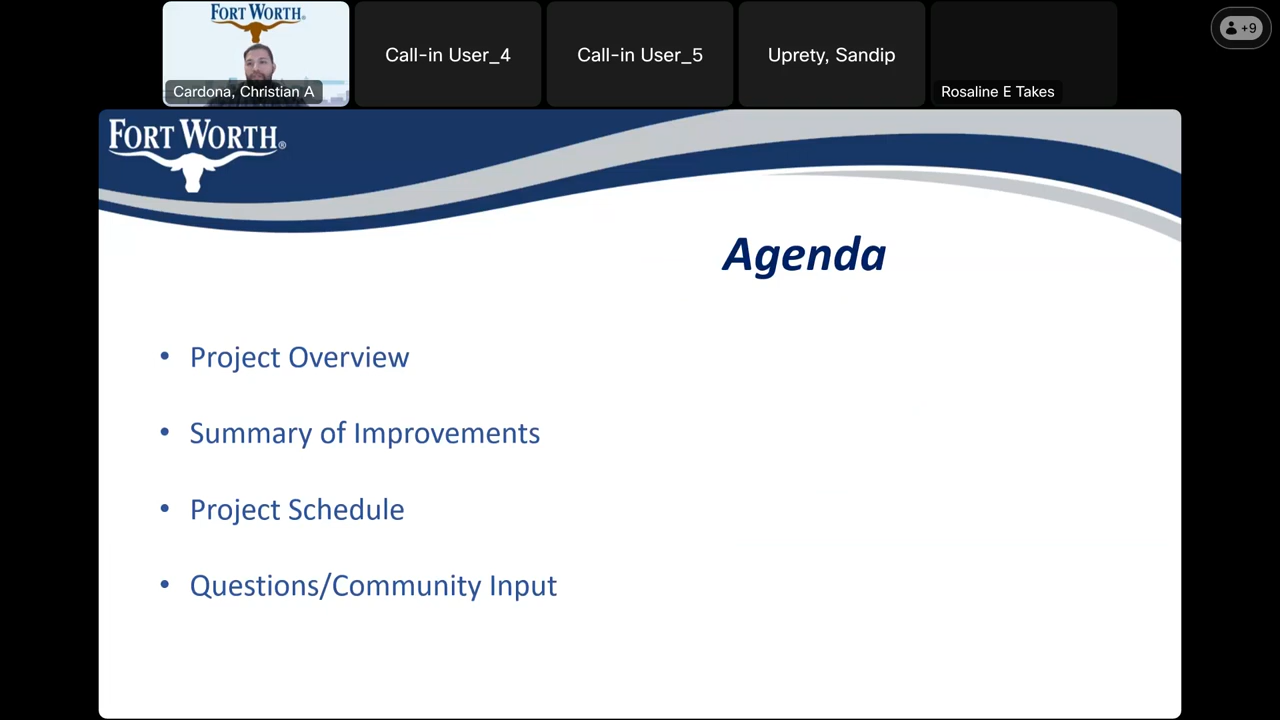 FORT WORTH
Cardona, Christian A
Call-in User_4
Call-in User_5
Uprety, Sandip
Rosaline E Takes
+9
FORT WORTH®
Agenda
• Project Overview
• Summary of Improvements
• Project Schedule
• Questions/Community Input